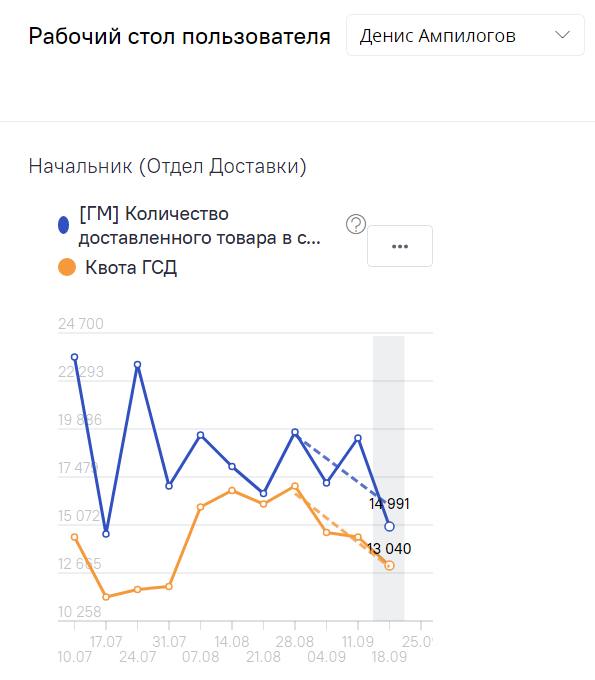 Рабочий стол пользователя
Денис Ампилогов
Начальник (Отдел Доставки)
[ГМ] Количество
доставленного товара в с...
?
...
Квота ГСД
24 700
22 293
19 886
17 479
15 072
14 991
13 040
12 665
10 258
17.07 31.07 14.08 28.08 11.09 25.0
10.07 24.07 07.08 21.08 04.09 18.09